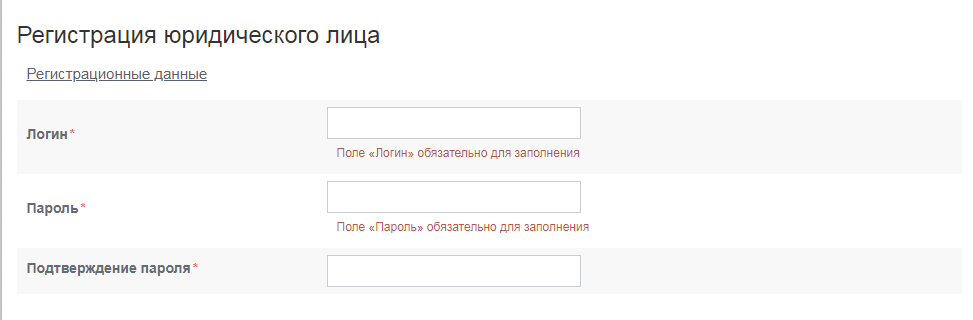 Регистрация юридического лица
Регистрационные данные
Логин*
Поле «Логин» обязательно для заполнения
Пароль*
Поле «Пароль» обязательно для заполнения
Подтверждение пароля*